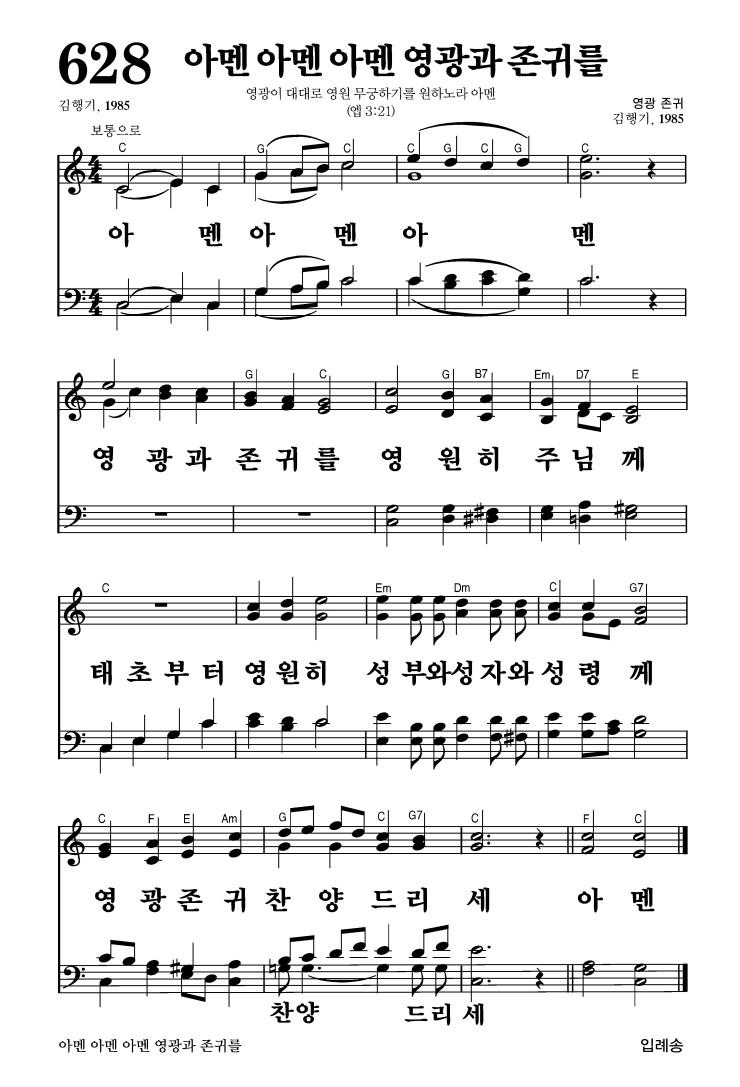 628 아멘 아멘 아멘 영광과 존귀를
영광이 대대로 영원 무궁하기를 원하노라 아멘
(엡 3:21)
김행기, 1985
영광 존귀
김행기, 1985
보통으로
C G C C G C G C
4 4
아 멘 아 멘 아 멘
4 4
G C G B7 Em D7 E
영 광 과 존 귀 를 영 원 히 주 님 께
C Em Dm C G7
태 초 부 터 영 원 히 성 부와성 자와 성 령 께
C F E Am G C G7 C F C
영 광 존 귀 찬 양 드 리 세 아 멘
찬양 드리 세
아멘 아멘 아멘 영광과 존귀를
입례송